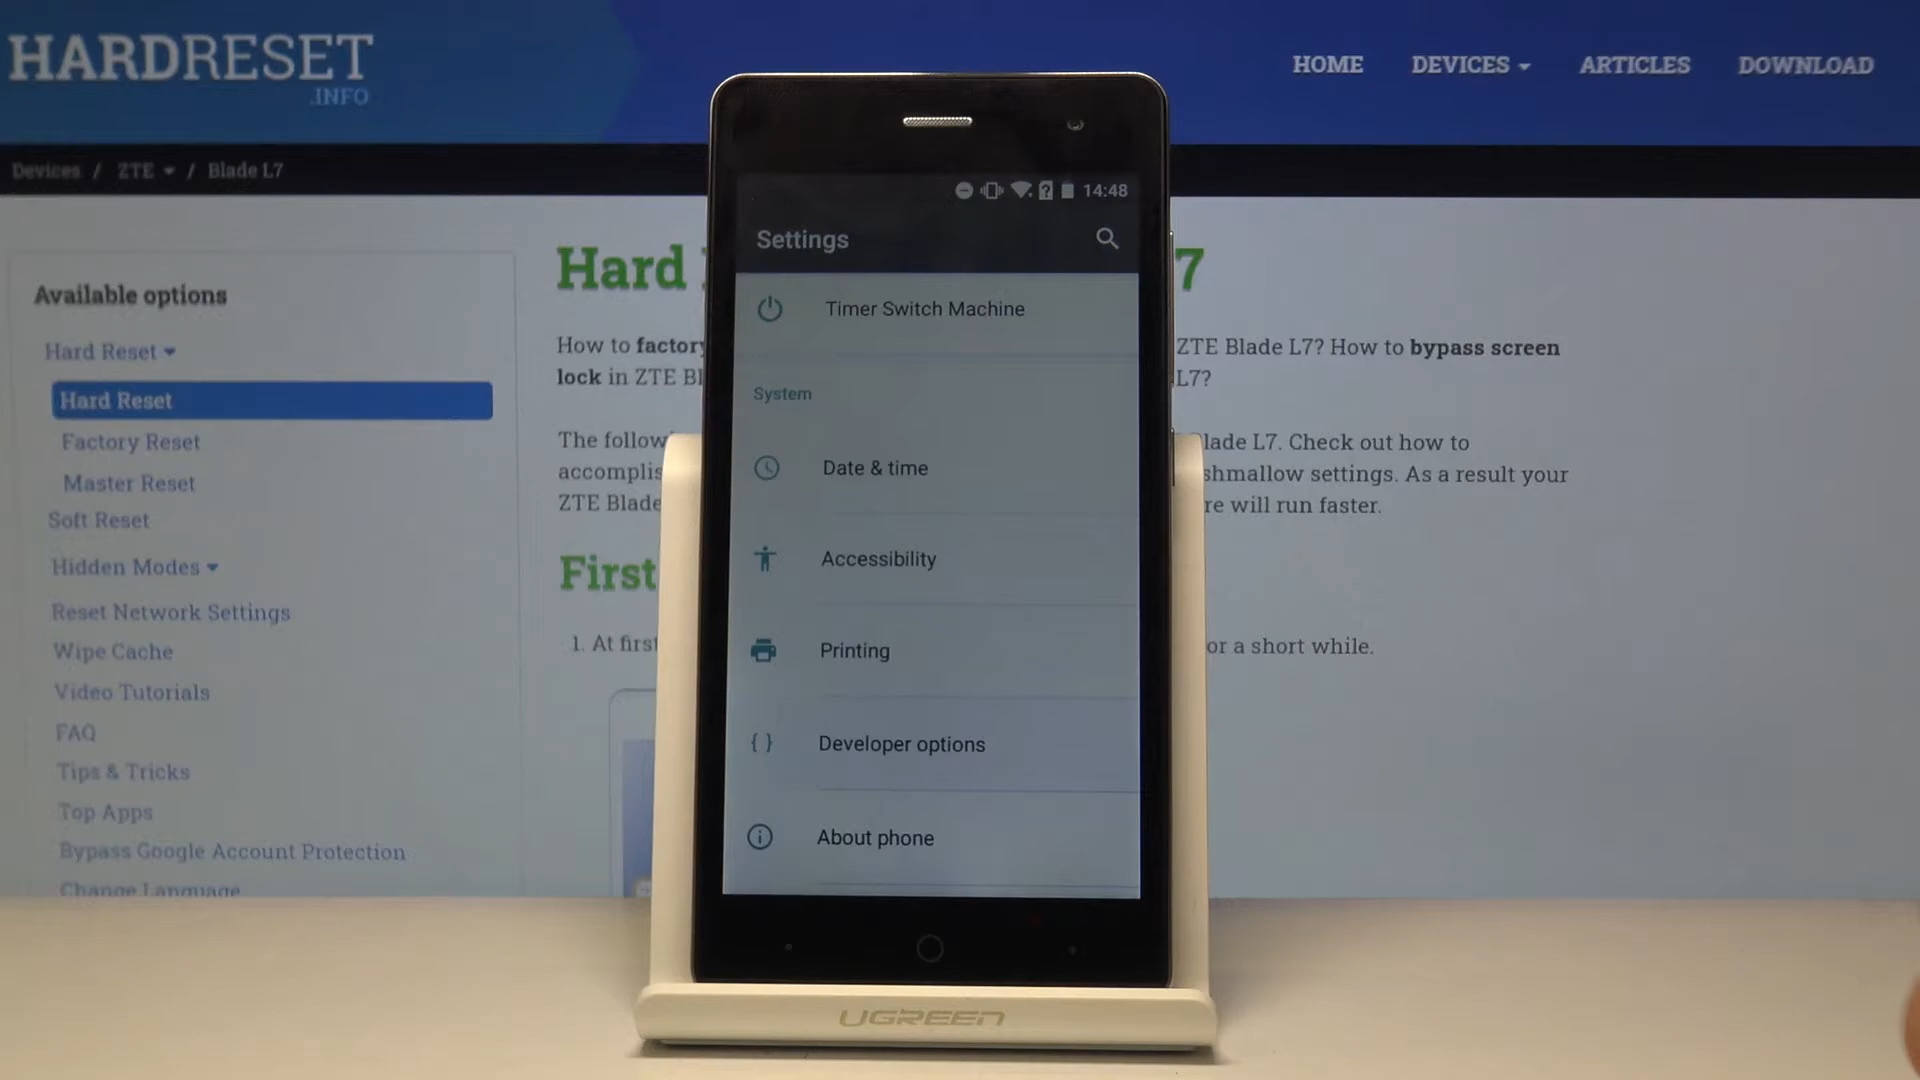 HARDRESET
.INFO
HOME DEVICES ARTICLES DOWNLOAD
Devices / ZTE / Blade L7
Available options
Hard Reset
Hard Reset
Factory Reset
Master Reset
Soft Reset
Hidden Modes
Reset Network Settings
Wipe Cache
Video Tutorials
FAQ
Tips & Tricks
Top Apps
Bypass Google Account Protection
Change Language
Hard 7
How to factory ZTE Blade L7? How to bypass screen
lock in ZTE Bl L7?
The follow lade L7. Check out how to
accomplis shmallow settings. As a result your
ZTE Blade re will run faster.
First
1. At first or a short while.
14:48
Settings
Timer Switch Machine
System
Date & time
Accessibility
Printing
Developer options
About phone
UGREEN